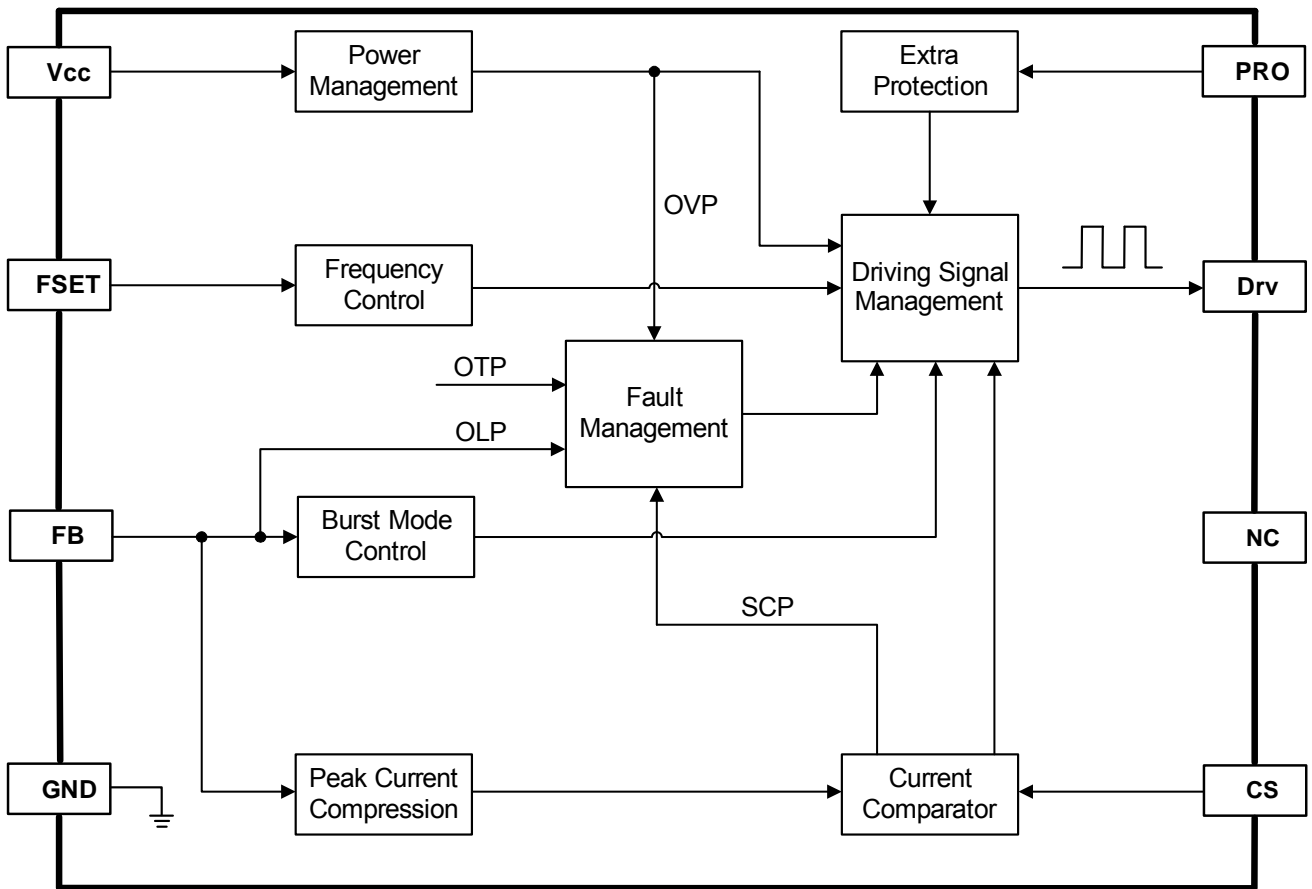 Vcc
Power
Management
Extra
Protection
PRO
OVP
FSET
Frequency
Control
Driving Signal
Management
Drv
OTP
Fault
Management
OLP
FB
Burst Mode
Control
NC
SCP
GND
Peak Current
Compression
Current
Comparator
CS